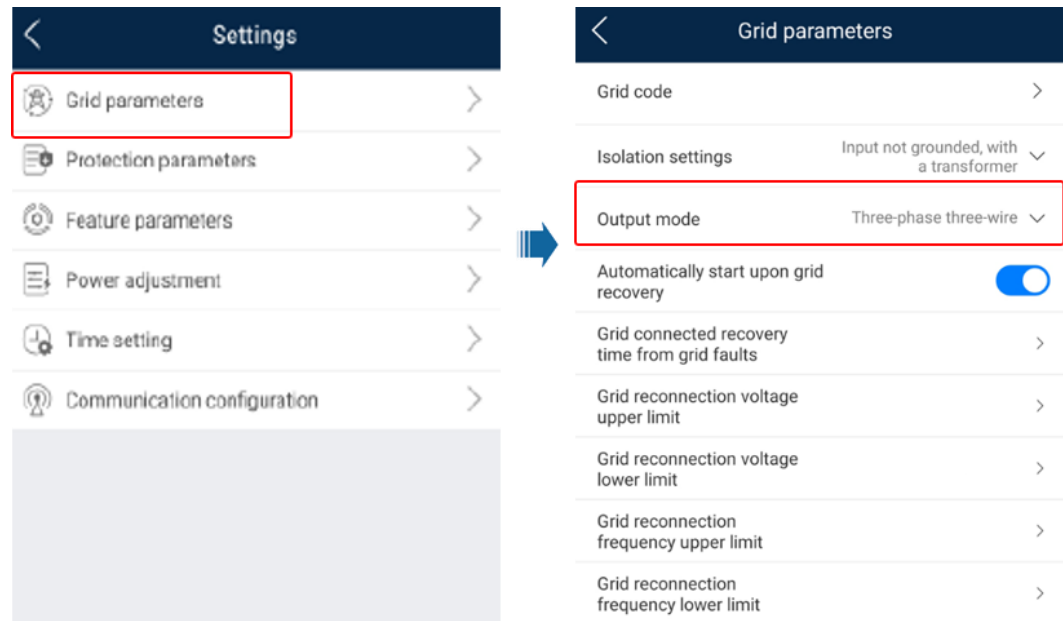 Settings
Grid parameters
Protection parameters
Feature parameters
Power adjustment
Time setting
Communication configuration
Grid parameters
Grid code
Isolation settings
Input not grounded, with
a transformer
Output mode
Three-phase three-wire
Automatically start upon grid
recovery
Grid connected recovery
time from grid faults
Grid reconnection voltage
upper limit
Grid reconnection voltage
lower limit
Grid reconnection
frequency upper limit
Grid reconnection
frequency lower limit